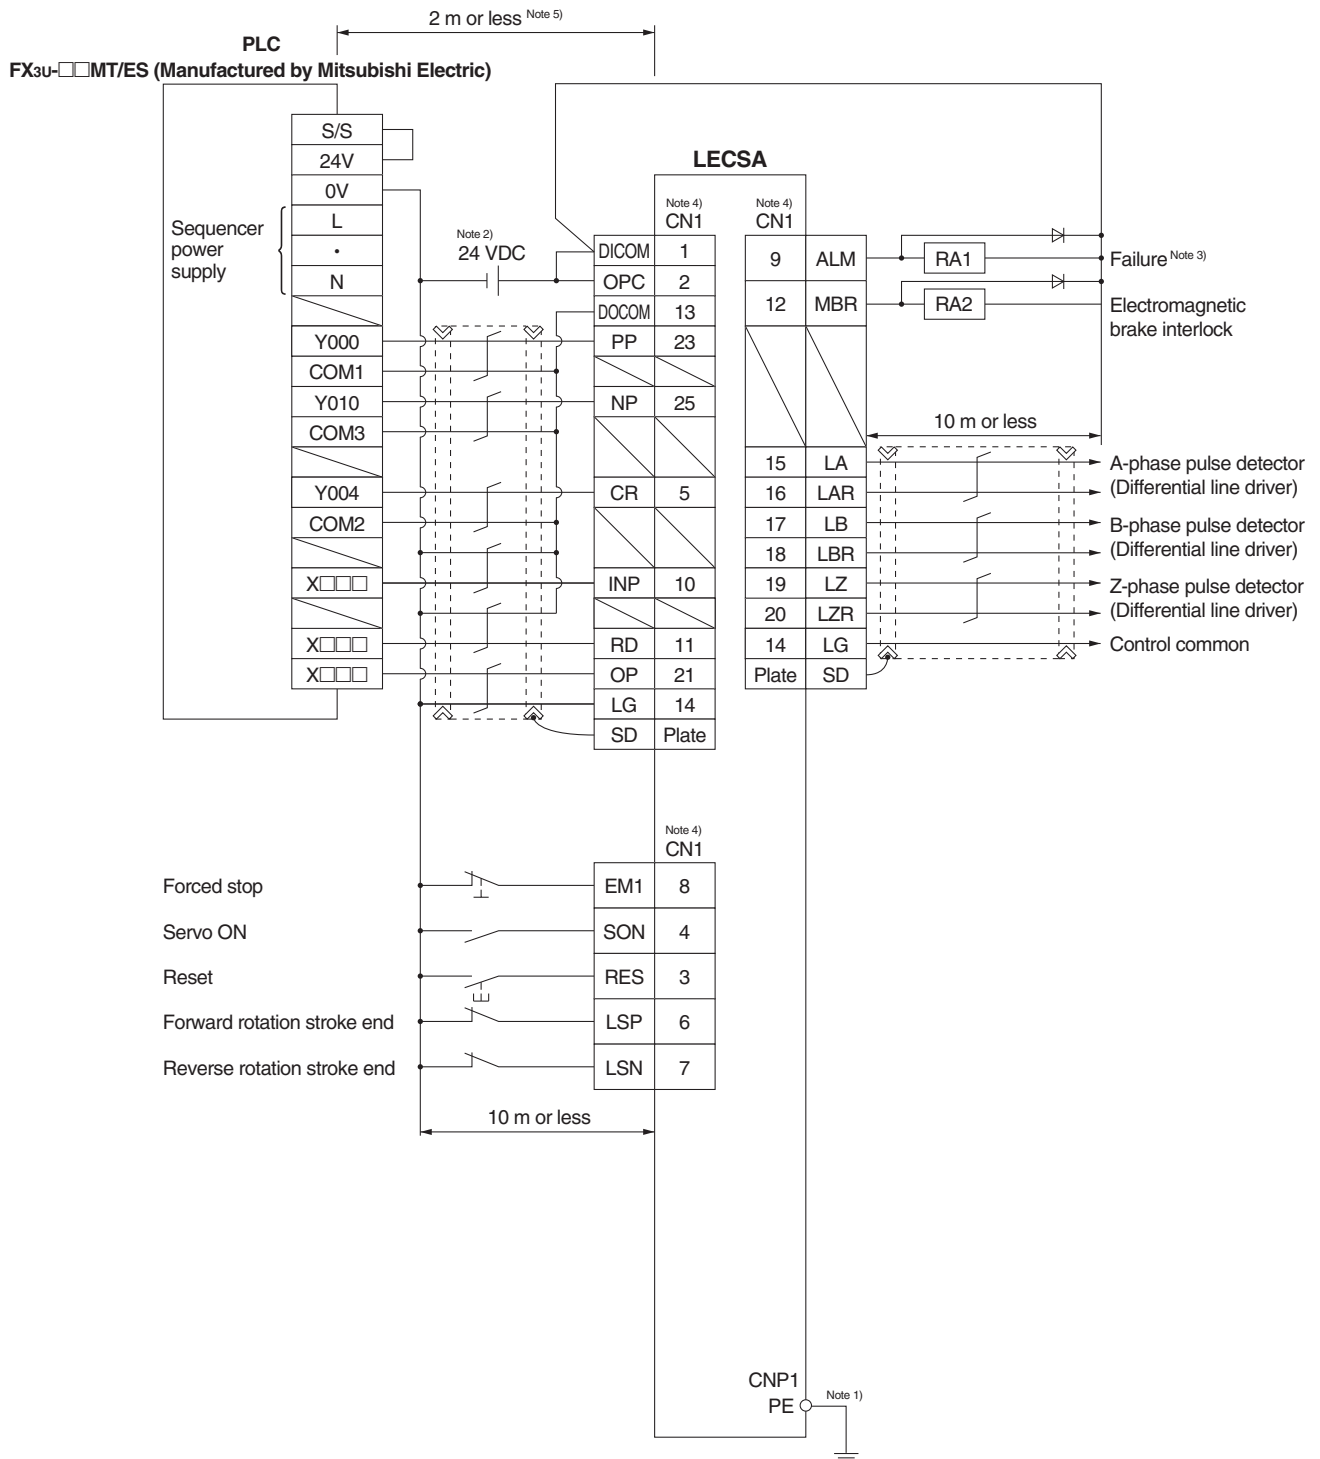 2 m or less Note 5)
PLC
FX3U-□□MT/ES (Manufactured by Mitsubishi Electric)
S/S
24V
0V
L
•
N
Sequencer
power
supply
Y000
COM1
Y010
COM3
Y004
COM2
X□□□
X□□□
X□□□
Note 2)
24 VDC
LECSA
Note 4)
CN1
DICOM 1
OPC 2
DOCOM 13
PP 23
NP 25
CR 5
INP 10
RD 11
OP 21
LG 14
SD Plate
Note 4)
CN1
9 ALM
12 MBR
15 LA
16 LAR
17 LB
18 LBR
19 LZ
20 LZR
14 LG
Plate SD
RA1
RA2
Failure Note 3)
Electromagnetic
brake interlock
10 m or less
A-phase pulse detector
(Differential line driver)
B-phase pulse detector
(Differential line driver)
Z-phase pulse detector
(Differential line driver)
Control common
Note 4)
CN1
Forced stop EM1 8
Servo ON SON 4
Reset RES 3
Forward rotation stroke end LSP 6
Reverse rotation stroke end LSN 7
10 m or less
CNP1
PE Note 1)